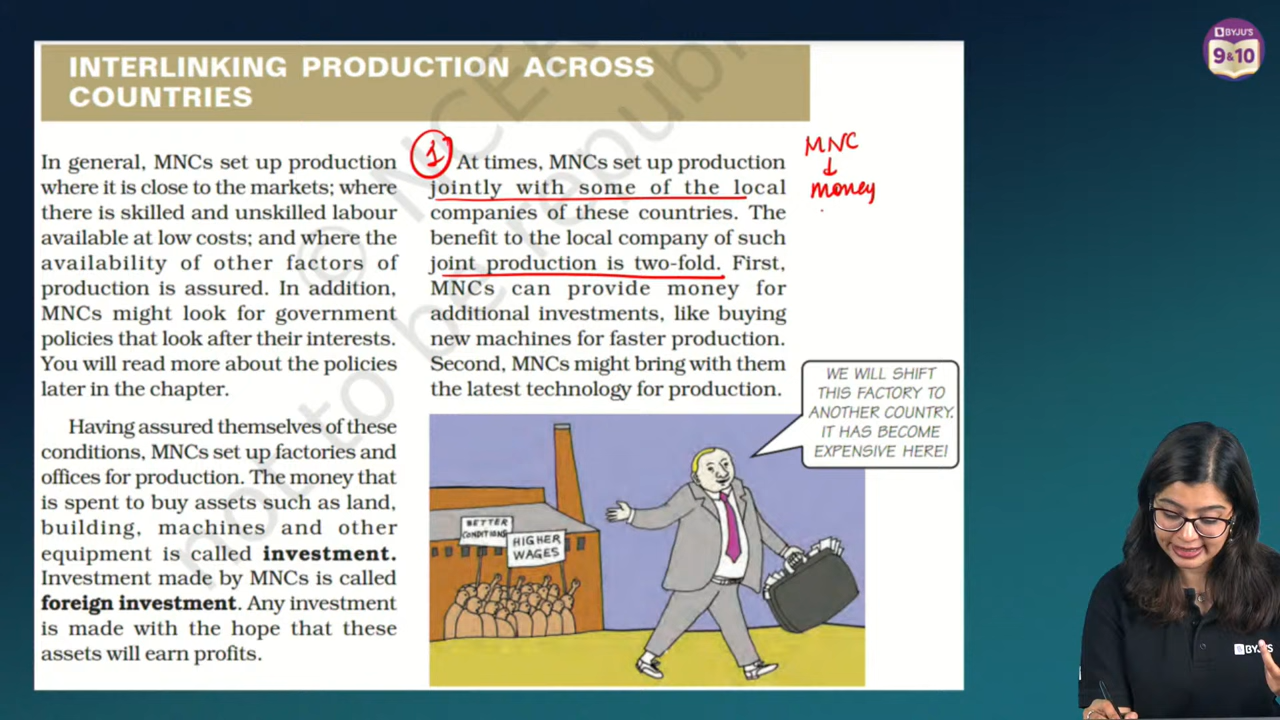 BYJU'S
9&10
INTERLINKING PRODUCTION ACROSS
COUNTRIES
In general, MNCs set up production
where it is close to the markets; where
there is skilled and unskilled labour
available at low costs; and where the
availability of other factors of
production is assured. In addition,
MNCs might look for government
policies that look after their interests.
You will read more about the policies
later in the chapter.
Having assured themselves of these
conditions, MNCs set up factories and
offices for production. The money that
is spent to buy assets such as land,
building, machines and other
equipment is called investment.
Investment made by MNCs is called
foreign investment. Any investment
is made with the hope that these
assets will earn profits.
1
At times, MNCs set up production
jointly with some of the local
companies of these countries. The
benefit to the local company of such
joint production is two-fold. First,
MNCs can provide money for
additional investments, like buying
new machines for faster production.
Second, MNCs might bring with them
the latest technology for production.
MNC
money
WE WILL SHIFT
THIS FACTORY TO
ANOTHER COUNTRY.
IT HAS BECOME
EXPENSIVE HERE!
BETTER
CONDITIONS
HIGHER
WAGES
© NCER
not to be republi
BYJ